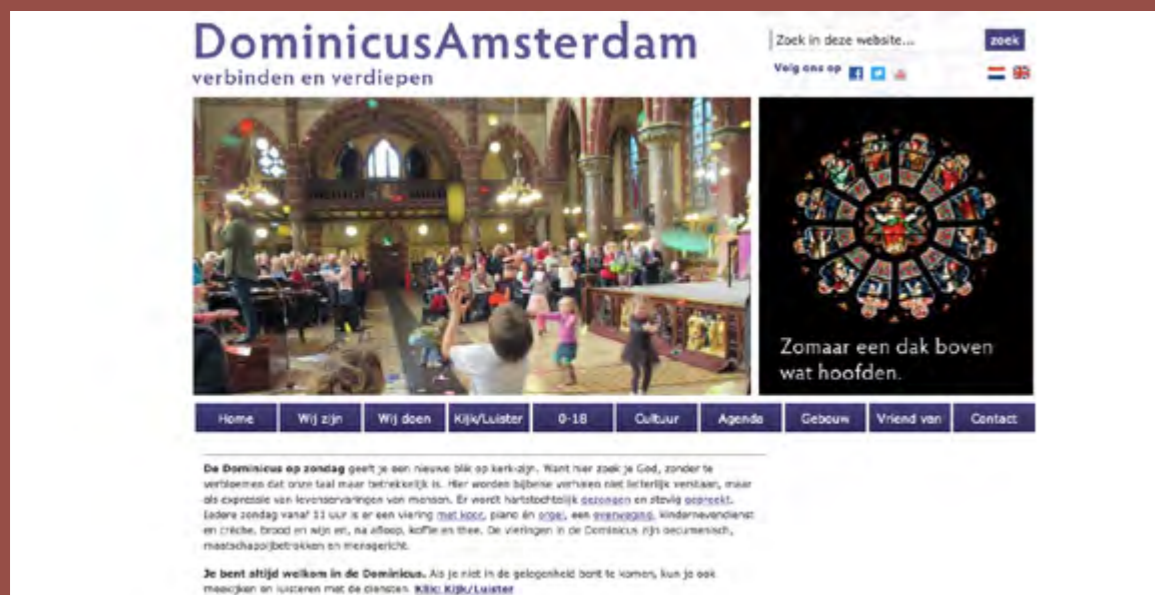 DominicusAmsterdam
verbinden en verdiepen
Zoek in deze website...
zoek
Volg ons op
Zomaar een dak boven
wat hoofden.
Home Wij zijn Wij doen Kijk/Luister 0-18 Cultuur Agenda Gebouw Vriend van Contact
De Dominicus op zondag geeft je een nieuwe blik op kerk-zijn. Want hier zoek je God, zonder te
verbloemen dat onze taal maar betrekkelijk is. Hier worden bijbelse verhalen niet letterlijk verstaan, maar
als expressie van levenservaringen van mensen. Er wordt hartstochtelijk gezongen en stevig gepreekt.
Iedere zondag vanaf 11 uur is er een viering met koor, piano én orgel, een overweging, kindernevendienst
en crèche, brood en wijn en, na afloop, koffie en thee. De vieringen in de Dominicus zijn oecumenisch,
maatschappijbetrokken en mensgericht.
Je bent altijd welkom in de Dominicus. Als je niet in de gelegenheid bent te komen, kun je ook
meekijken en luisteren met de diensten. Klik: Kijk/Luister